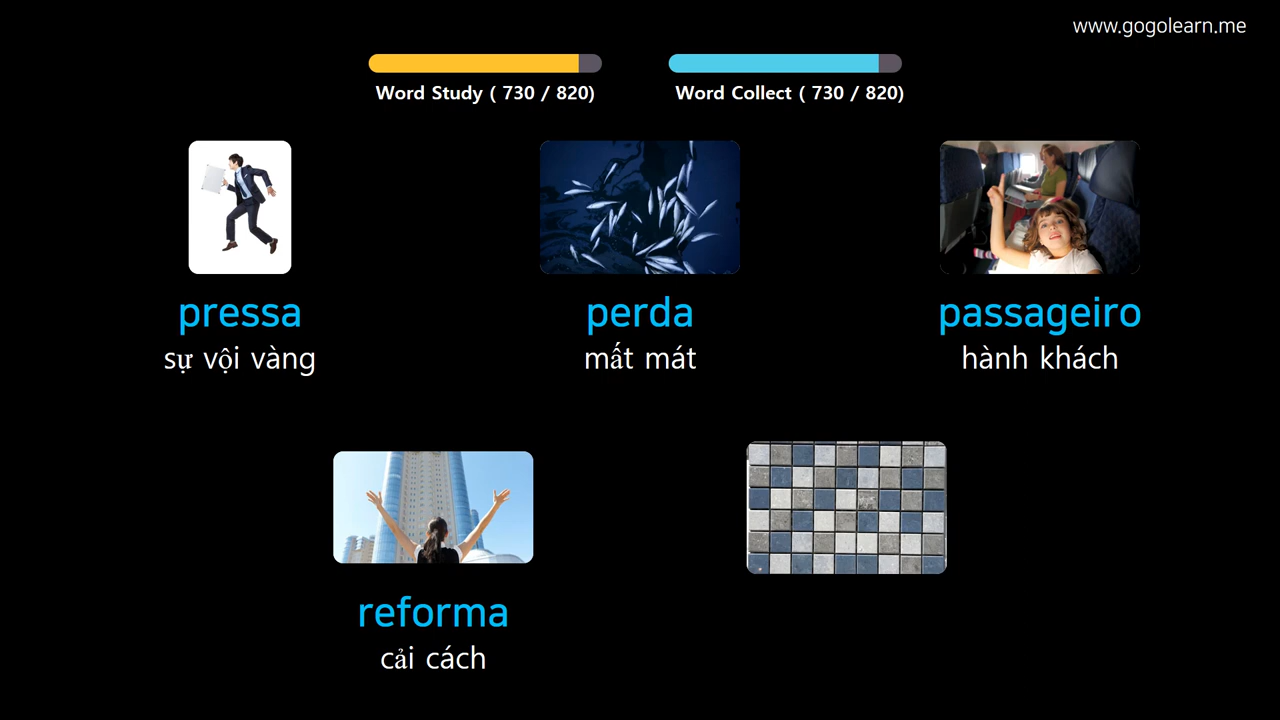 www.gogolearn.me
Word Study ( 730 / 820)
Word Collect ( 730 / 820)
pressa
sự vội vàng
perda
mất mát
passageiro
hành khách
reforma
cải cách